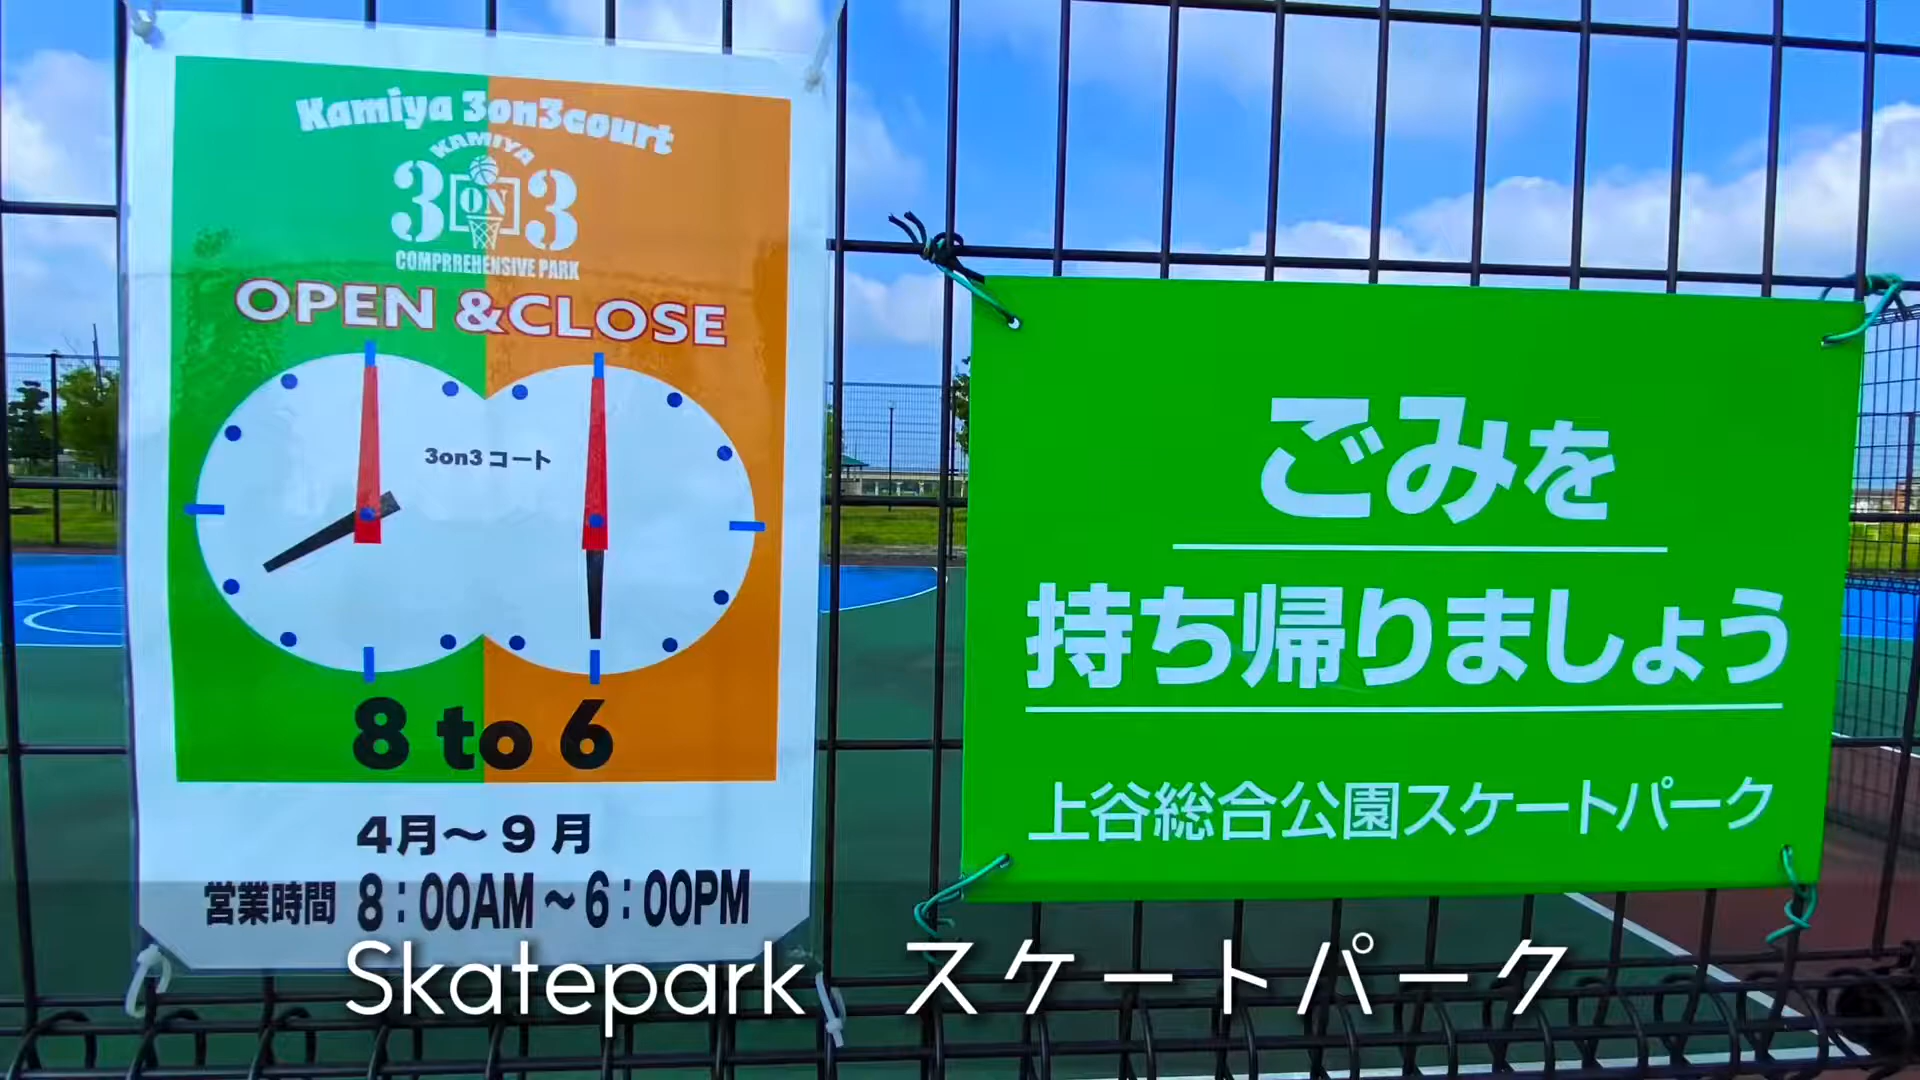 Kamiya 3on3court
KAMIYA
3 ON 3
COMPRREHENSIVE PARK
OPEN &CLOSE
3on3 コート
8 to 6
4月～9月
営業時間 8：00AM～6：00PM
ごみを
持ち帰りましょう
上谷総合公園スケートパーク
Skatepark スケートパーク